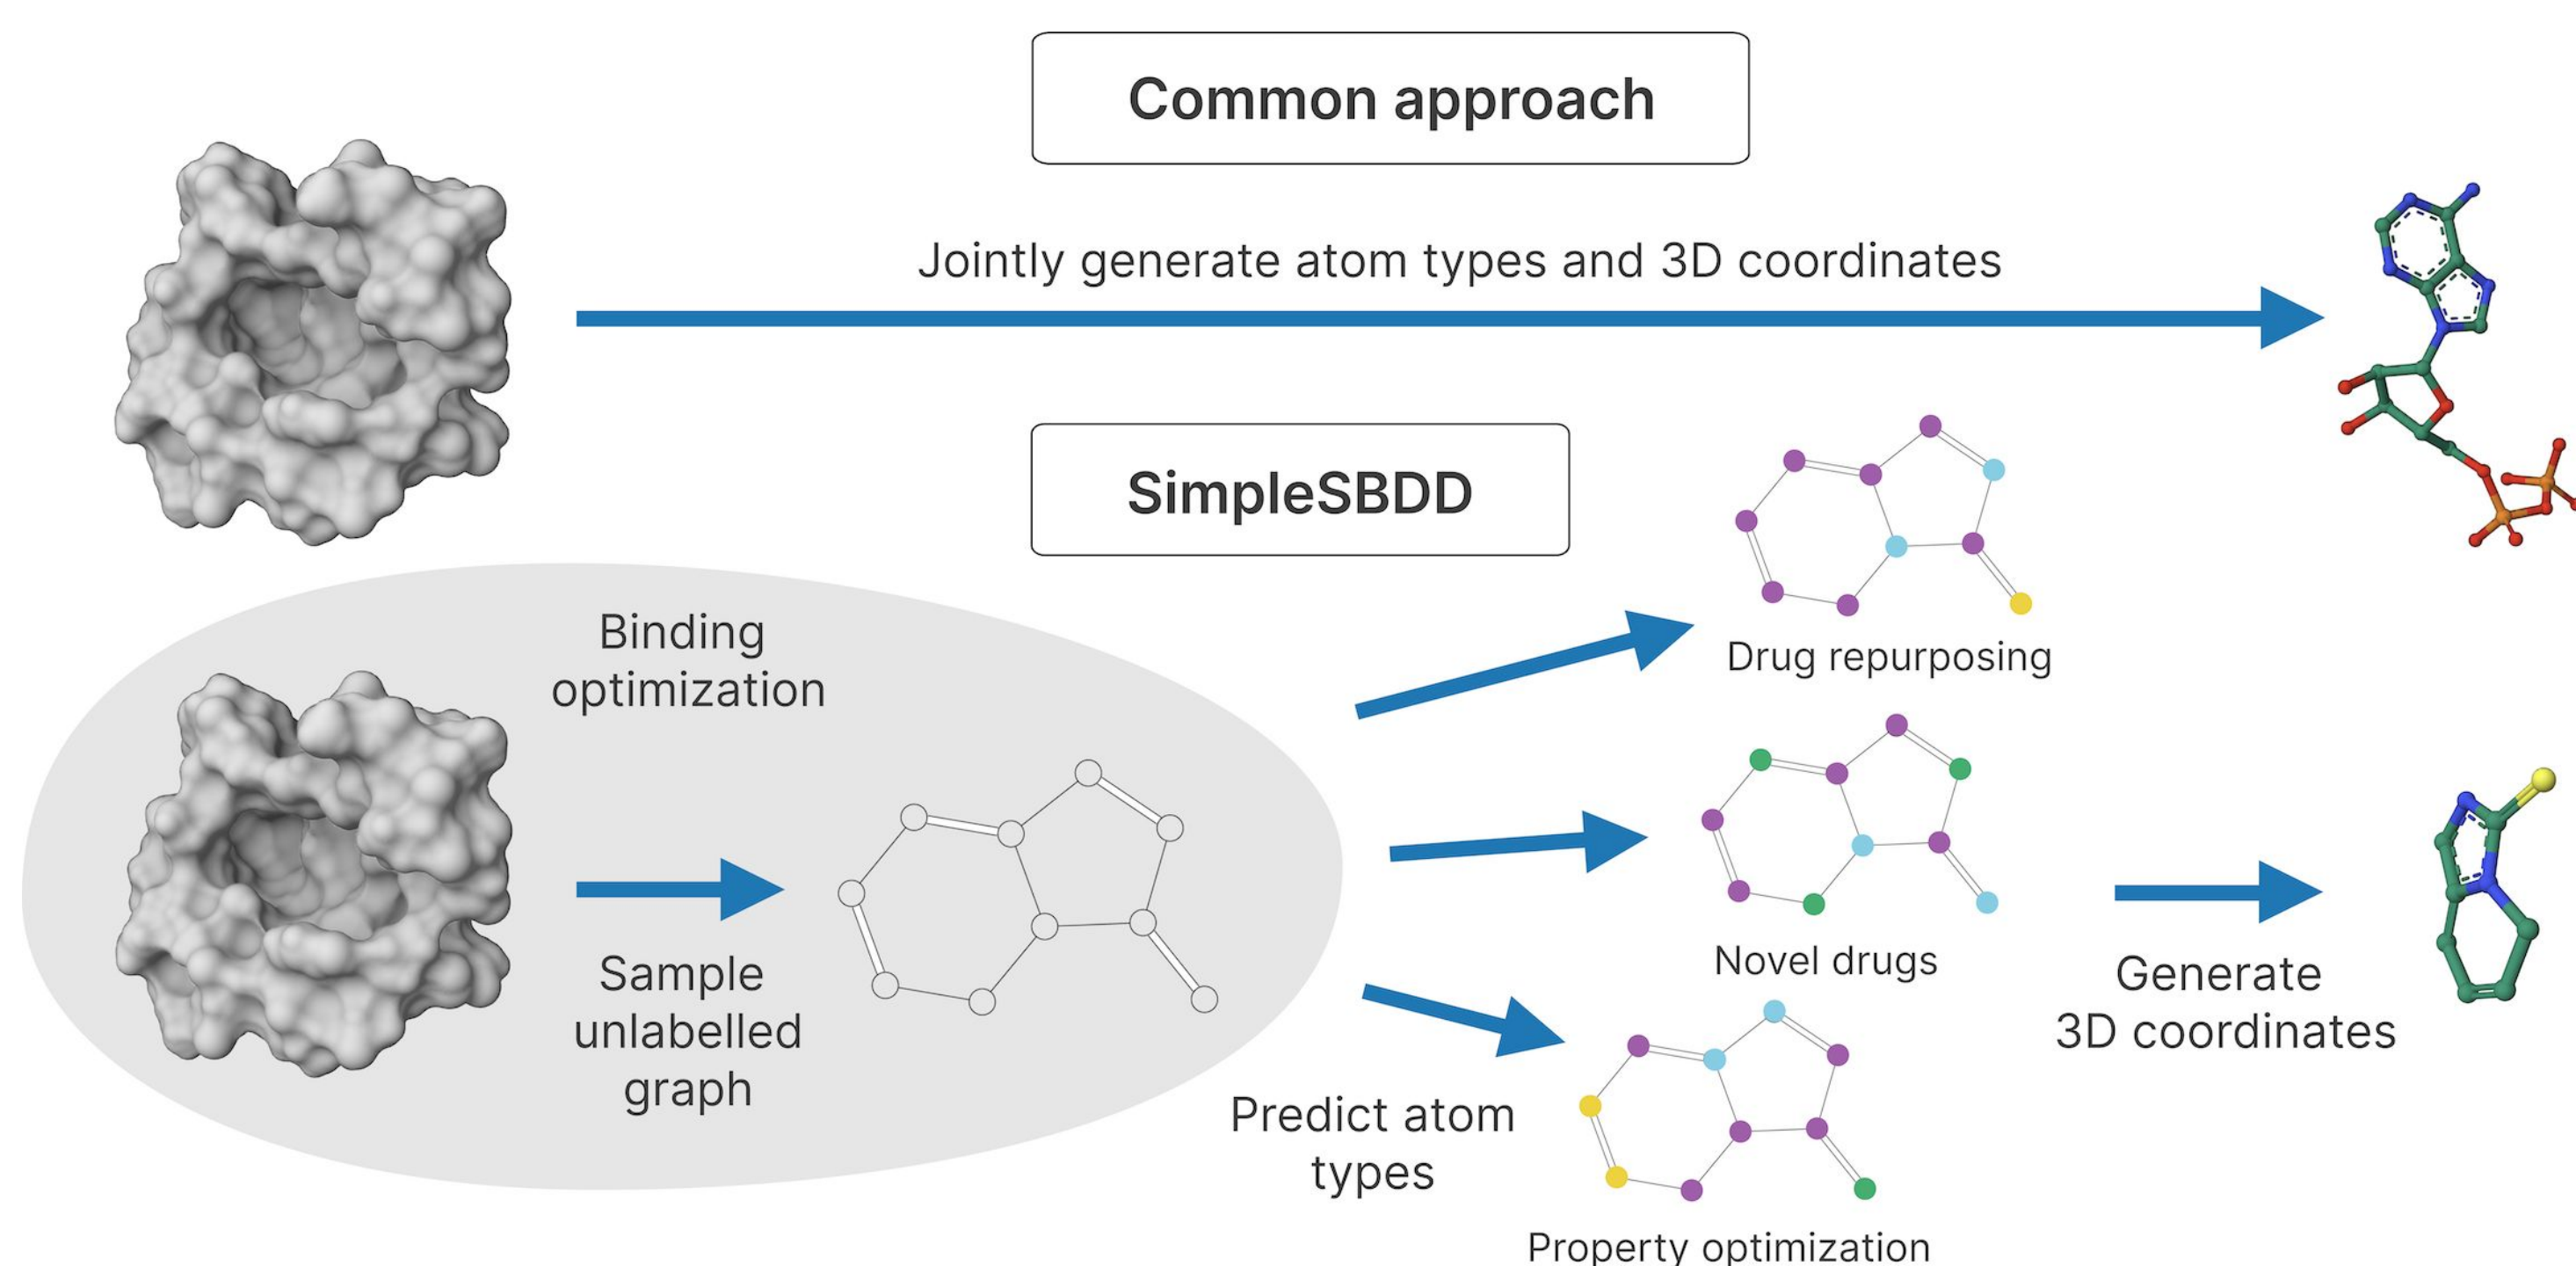 Common approach
Jointly generate atom types and 3D coordinates
SimpleSBDD
Binding
optimization
Sample
unlabelled
graph
Drug repurposing
Novel drugs
Predict atom
types
Property optimization
Generate
3D coordinates